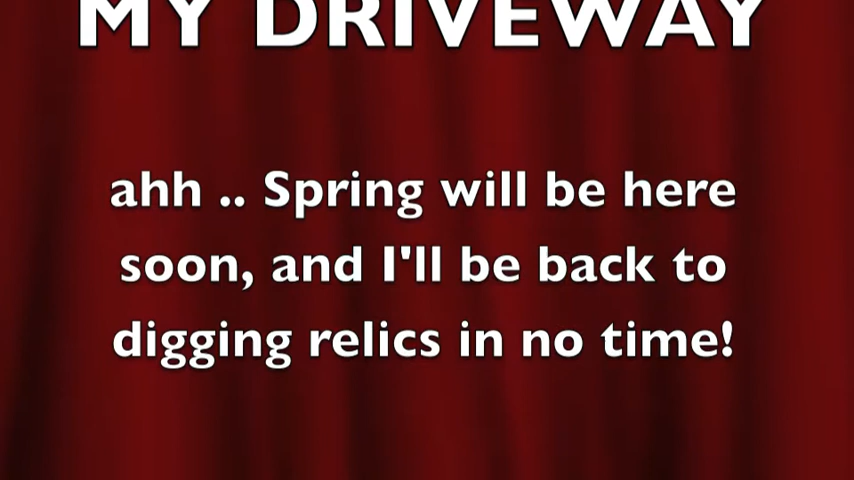 MY DRIVEWAY
ahh .. Spring will be here
soon, and I'll be back to
digging relics in no time!